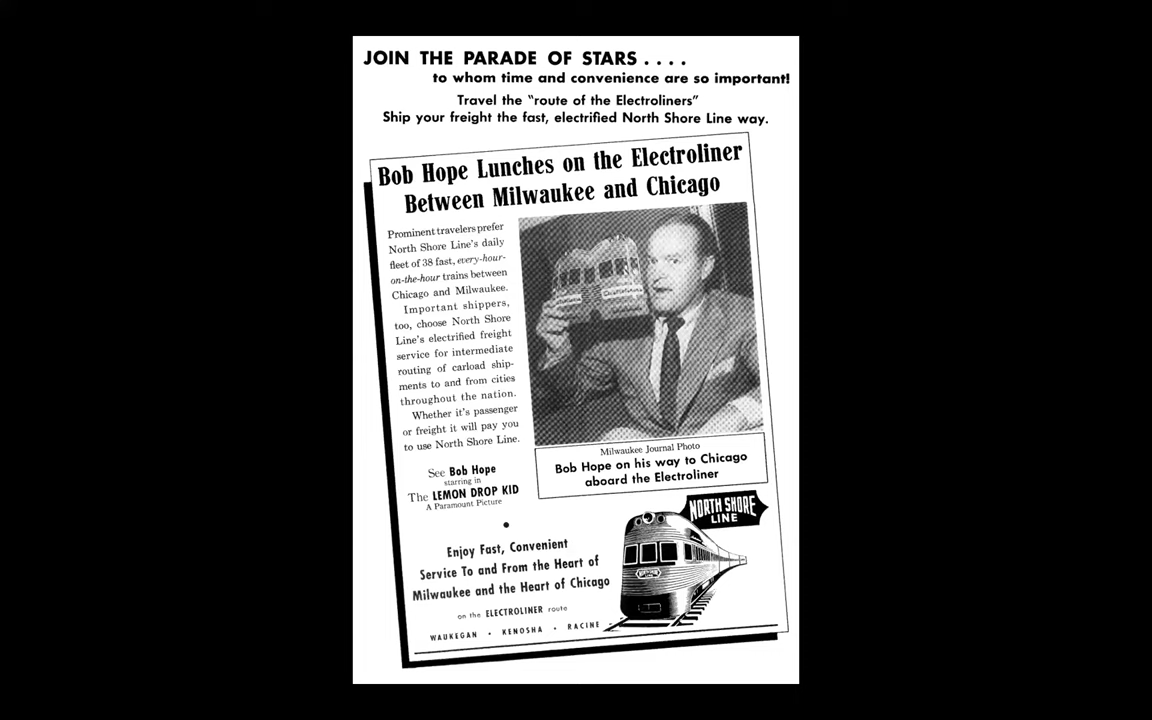 JOIN THE PARADE OF STARS . . . .
to whom time and convenience are so important!
Travel the "route of the Electroliners"
Ship your freight the fast, electrified North Shore Line way.
Bob Hope Lunches on the Electroliner
Between Milwaukee and Chicago
Prominent travelers prefer
North Shore Line's daily
fleet of 38 fast, every-hour-
on-the-hour trains between
Chicago and Milwaukee.
Important shippers,
too, choose North Shore
Line's electrified freight
service for intermediate
routing of carload ship-
ments to and from cities
throughout the nation.
Whether it's passenger
or freight it will pay you
to use North Shore Line.
See Bob Hope
starring in
The LEMON DROP KID
A Paramount Picture
Milwaukee Journal Photo
Bob Hope on his way to Chicago
aboard the Electroliner
NORTH SHORE
LINE
Enjoy Fast, Convenient
Service To and From the Heart of
Milwaukee and the Heart of Chicago
on the ELECTROLINER route
WAUKEGAN • KENOSHA • RACINE